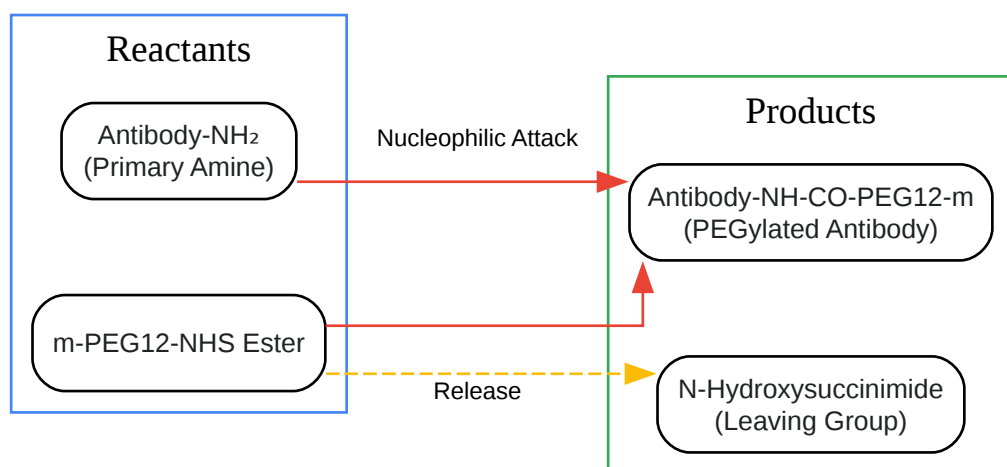 Reactants
Antibody-NH₂
(Primary Amine)
m-PEG12-NHS Ester
Nucleophilic Attack
Release
Products
Antibody-NH-CO-PEG12-m
(PEGylated Antibody)
N-Hydroxysuccinimide
(Leaving Group)